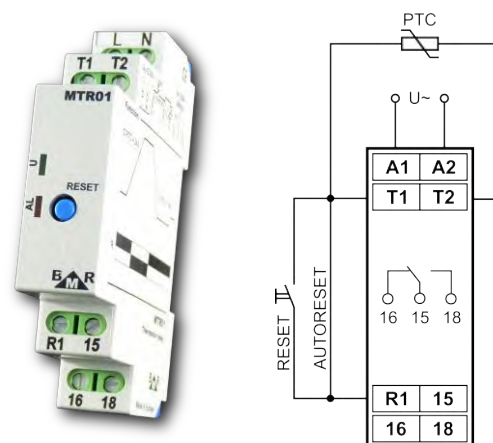 L N
T1 T2
MTR01
U
RESET
AL
B M R
R1 15
16 18
PTC
U~
A1 A2
T1 T2
16 15 18
RESET
AUTORESET
R1 15
16 18